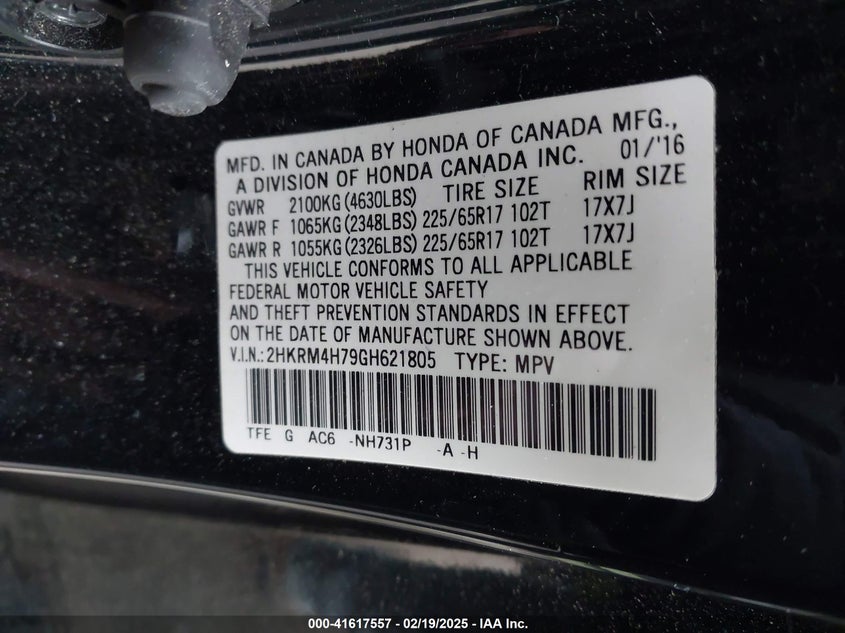 MFD. IN CANADA BY HONDA OF CANADA MFG.,
A DIVISION OF HONDA CANADA INC. 01/'16
GVWR 2100KG (4630LBS) TIRE SIZE RIM SIZE
GAWR F 1065KG (2348LBS) 225/65R17 102T 17X7J
GAWR R 1055KG (2326LBS) 225/65R17 102T 17X7J
THIS VEHICLE CONFORMS TO ALL APPLICABLE
FEDERAL MOTOR VEHICLE SAFETY
AND THEFT PREVENTION STANDARDS IN EFFECT
ON THE DATE OF MANUFACTURE SHOWN ABOVE.
V.I.N.: 2HKRM4H79GH621805 TYPE: MPV
TFE G AC6 -NH731P -A -H
000-41617557 - 02/19/2025 - IAA Inc.